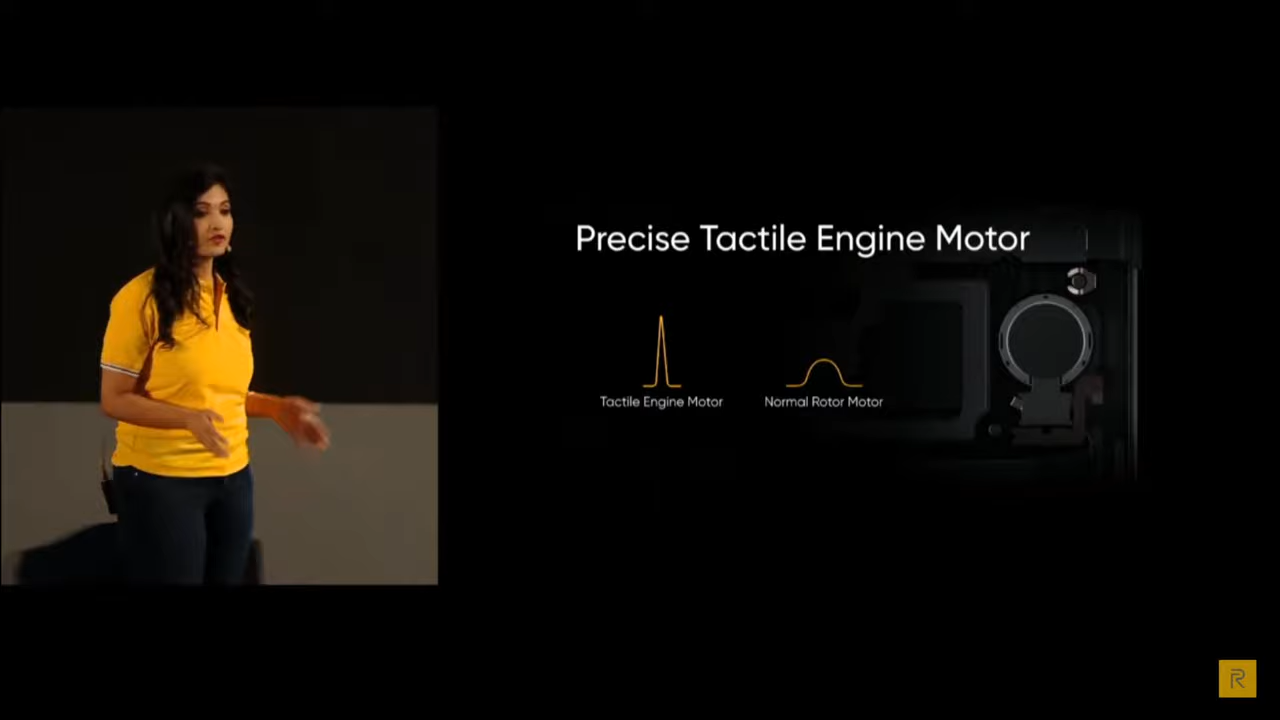 Precise Tactile Engine Motor
Tactile Engine Motor
Normal Rotor Motor
R